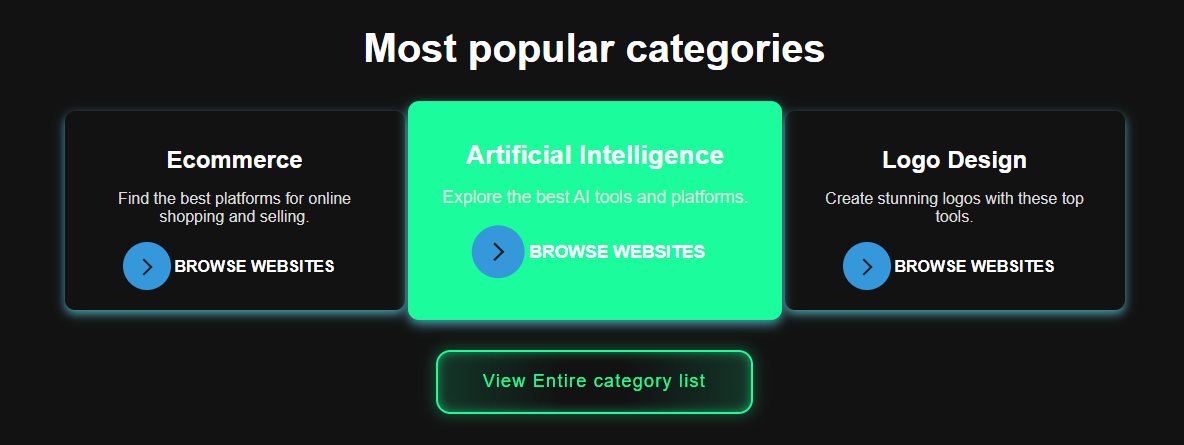 Most popular categories
Ecommerce
Find the best platforms for online
shopping and selling.
BROWSE WEBSITES
Artificial Intelligence
Explore the best AI tools and platforms.
BROWSE WEBSITES
Logo Design
Create stunning logos with these top
tools.
BROWSE WEBSITES
View Entire category list